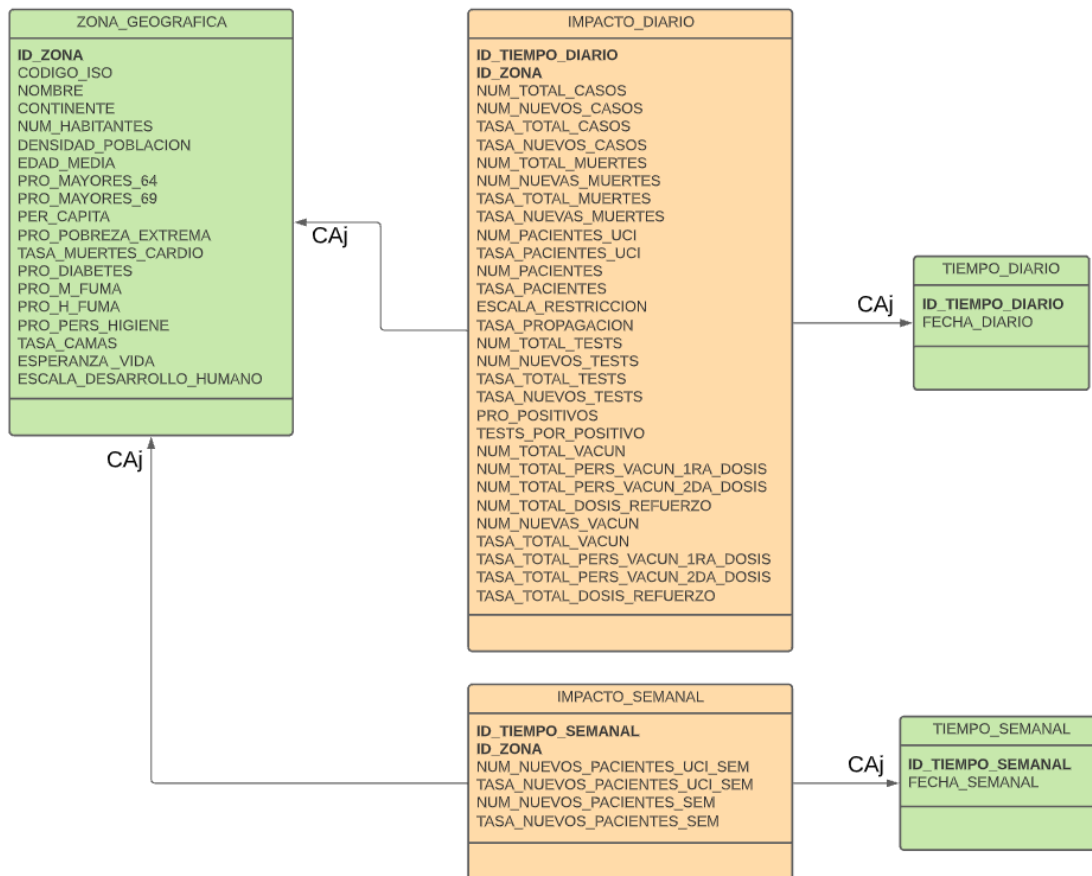 ZONA_GEOGRAFICA
ID_ZONA
CODIGO_ISO
NOMBRE
CONTINENTE
NUM_HABITANTES
DENSIDAD_POBLACION
EDAD_MEDIA
PRO_MAYORES_64
PRO_MAYORES_69
PER_CAPITA
PRO_POBREZA_EXTREMA
TASA_MUERTES_CARDIO
PRO_DIABETES
PRO_M_FUMA
PRO_H_FUMA
PRO_PERS_HIGIENE
TASA_CAMAS
ESPERANZA_VIDA
ESCALA_DESARROLLO_HUMANO
CAj
CAj
IMPACTO_DIARIO
ID_TIEMPO_DIARIO
ID_ZONA
NUM_TOTAL_CASOS
NUM_NUEVOS_CASOS
TASA_TOTAL_CASOS
TASA_NUEVOS_CASOS
NUM_TOTAL_MUERTES
NUM_NUEVAS_MUERTES
TASA_TOTAL_MUERTES
TASA_NUEVAS_MUERTES
NUM_PACIENTES_UCI
TASA_PACIENTES_UCI
NUM_PACIENTES
TASA_PACIENTES
ESCALA_RESTRICCION
TASA_PROPAGACION
NUM_TOTAL_TESTS
NUM_NUEVOS_TESTS
TASA_TOTAL_TESTS
TASA_NUEVOS_TESTS
PRO_POSITIVOS
TESTS_POR_POSITIVO
NUM_TOTAL_VACUN
NUM_TOTAL_PERS_VACUN_1RA_DOSIS
NUM_TOTAL_PERS_VACUN_2DA_DOSIS
NUM_TOTAL_DOSIS_REFUERZO
NUM_NUEVAS_VACUN
TASA_TOTAL_VACUN
TASA_TOTAL_PERS_VACUN_1RA_DOSIS
TASA_TOTAL_PERS_VACUN_2DA_DOSIS
TASA_TOTAL_DOSIS_REFUERZO
CAj
TIEMPO_DIARIO
ID_TIEMPO_DIARIO
FECHA_DIARIO
IMPACTO_SEMANAL
ID_TIEMPO_SEMANAL
ID_ZONA
NUM_NUEVOS_PACIENTES_UCI_SEM
TASA_NUEVOS_PACIENTES_UCI_SEM
NUM_NUEVOS_PACIENTES_SEM
TASA_NUEVOS_PACIENTES_SEM
CAj
TIEMPO_SEMANAL
ID_TIEMPO_SEMANAL
FECHA_SEMANAL